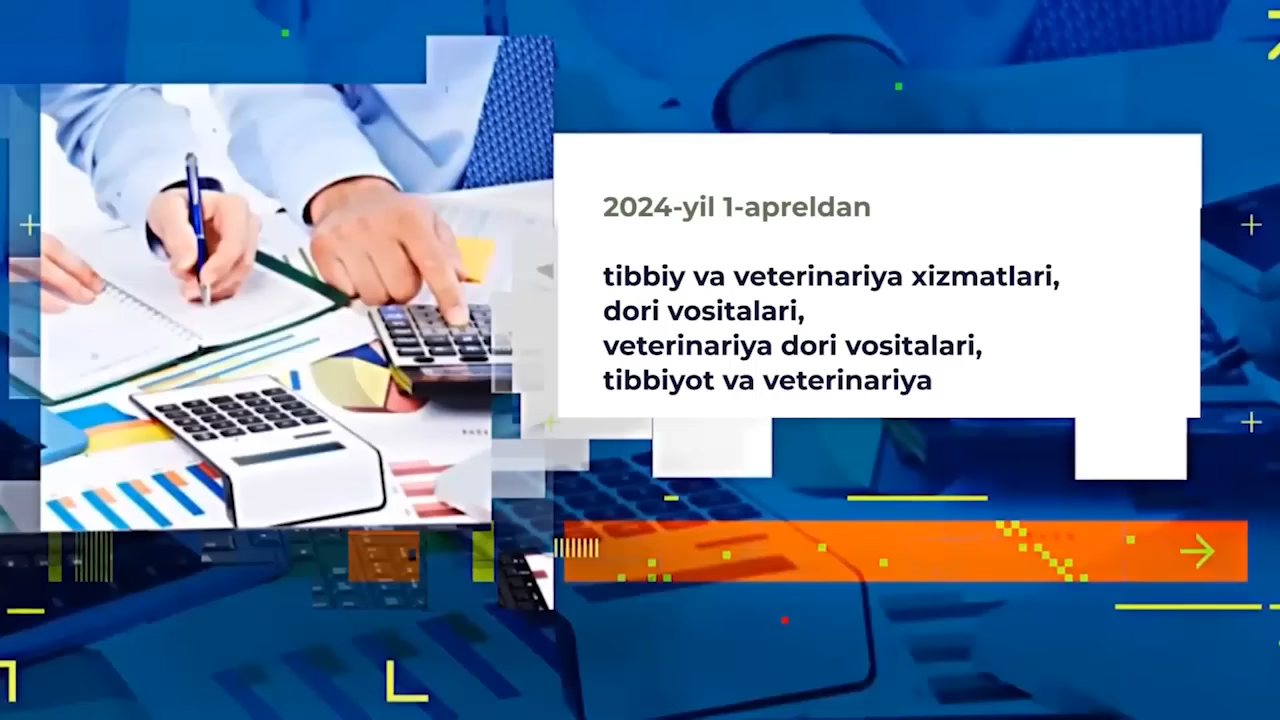 2024-yil 1-apreldan
tibbiy va veterinariya xizmatlari,
dori vositalari,
veterinariya dori vositalari,
tibbiyot va veterinariya